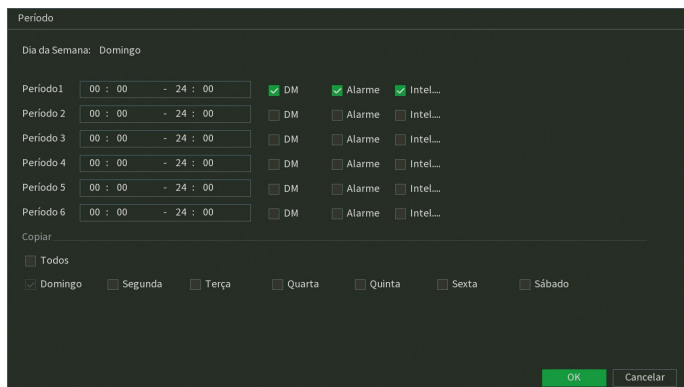 Período
Dia da Semana: Domingo
Período1 00 : 00 - 24 : 00 DM Alarme Intel....
Período 2 00 : 00 - 24 : 00 DM Alarme Intel....
Período 3 00 : 00 - 24 : 00 DM Alarme Intel....
Período 4 00 : 00 - 24 : 00 DM Alarme Intel....
Período 5 00 : 00 - 24 : 00 DM Alarme Intel....
Período 6 00 : 00 - 24 : 00 DM Alarme Intel....
Copiar
Todos
Domingo Segunda Terça Quarta Quinta Sexta Sábado
OK Cancelar